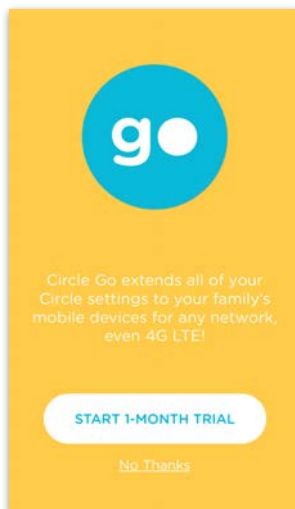 go
Circle Go extends all of your
Circle settings to your family's
mobile devices for any network,
even 4G LTE!
START 1-MONTH TRIAL
No Thanks